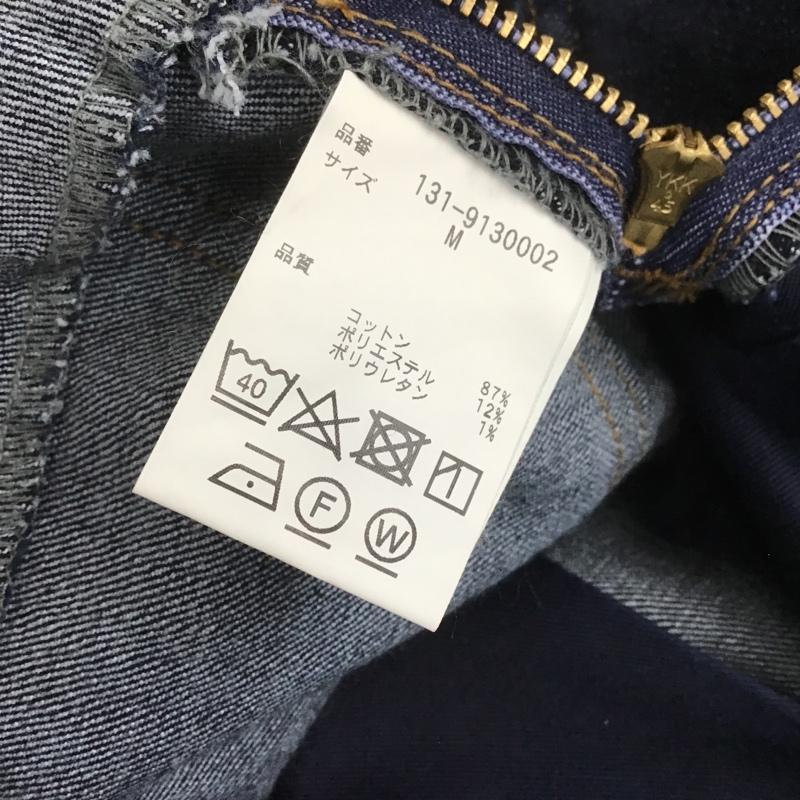 品番 131-9130002
サイズ M
品質
コットン 87%
ポリエステル 12%
ポリウレタン 1%
40
F
W
YKK
45